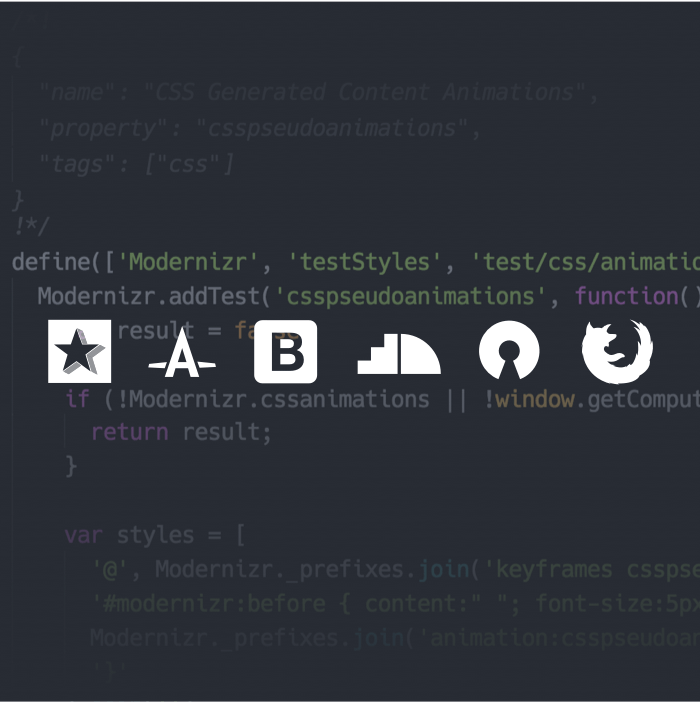 {
"name": "CSS Generated Content Animations",
"property": "csspseudoanimations",
"tags": ["css"]
}
!*/
define(['Modernizr', 'testStyles', 'test/css/animatio
Modernizr.addTest('csspseudoanimations', function()
result = false
B
if (!Modernizr.cssanimations || !window.getComput
return result;
}
var styles = [
'@', Modernizr._prefixes.join('keyframes csspse
'#modernizr:before { content:" "; font-size:5px
Modernizr._prefixes.join('animation:csspseudoan
'}'